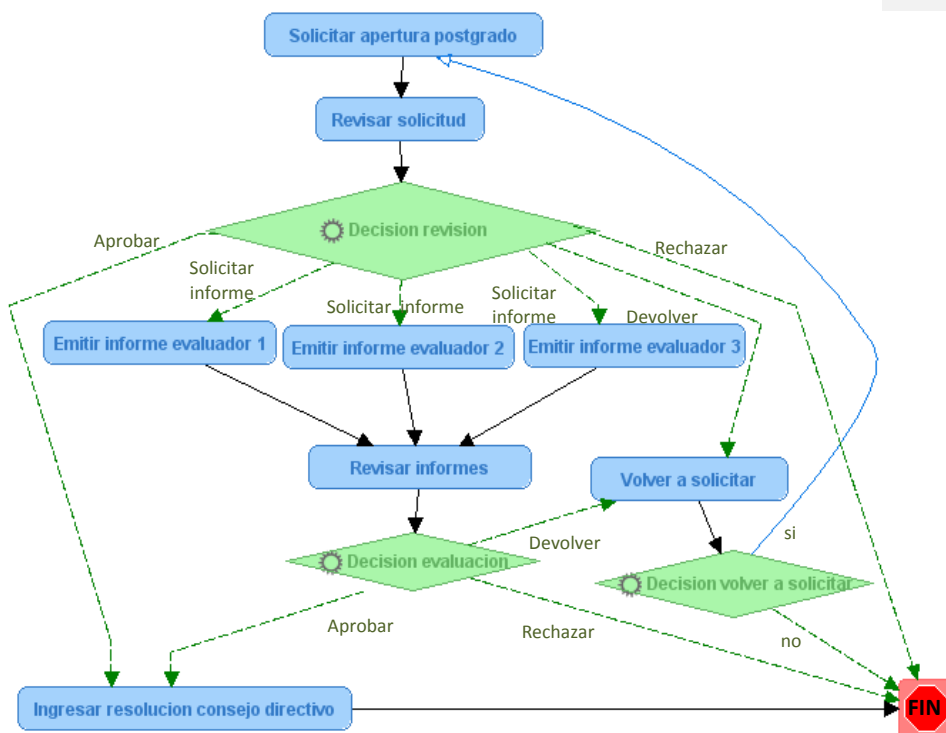 Solicitar apertura postgrado
Revisar solicitud
Decision revision
Aprobar
Rechazar
Solicitar
informe
Solicitar informe
Solicitar
informe
Devolver
Emitir informe evaluador 1
Emitir informe evaluador 2
Emitir informe evaluador 3
Revisar informes
Volver a solicitar
si
Devolver
Decision evaluacion
Decision volver a solicitar
Aprobar
Rechazar
no
Ingresar resolucion consejo directivo
FIN